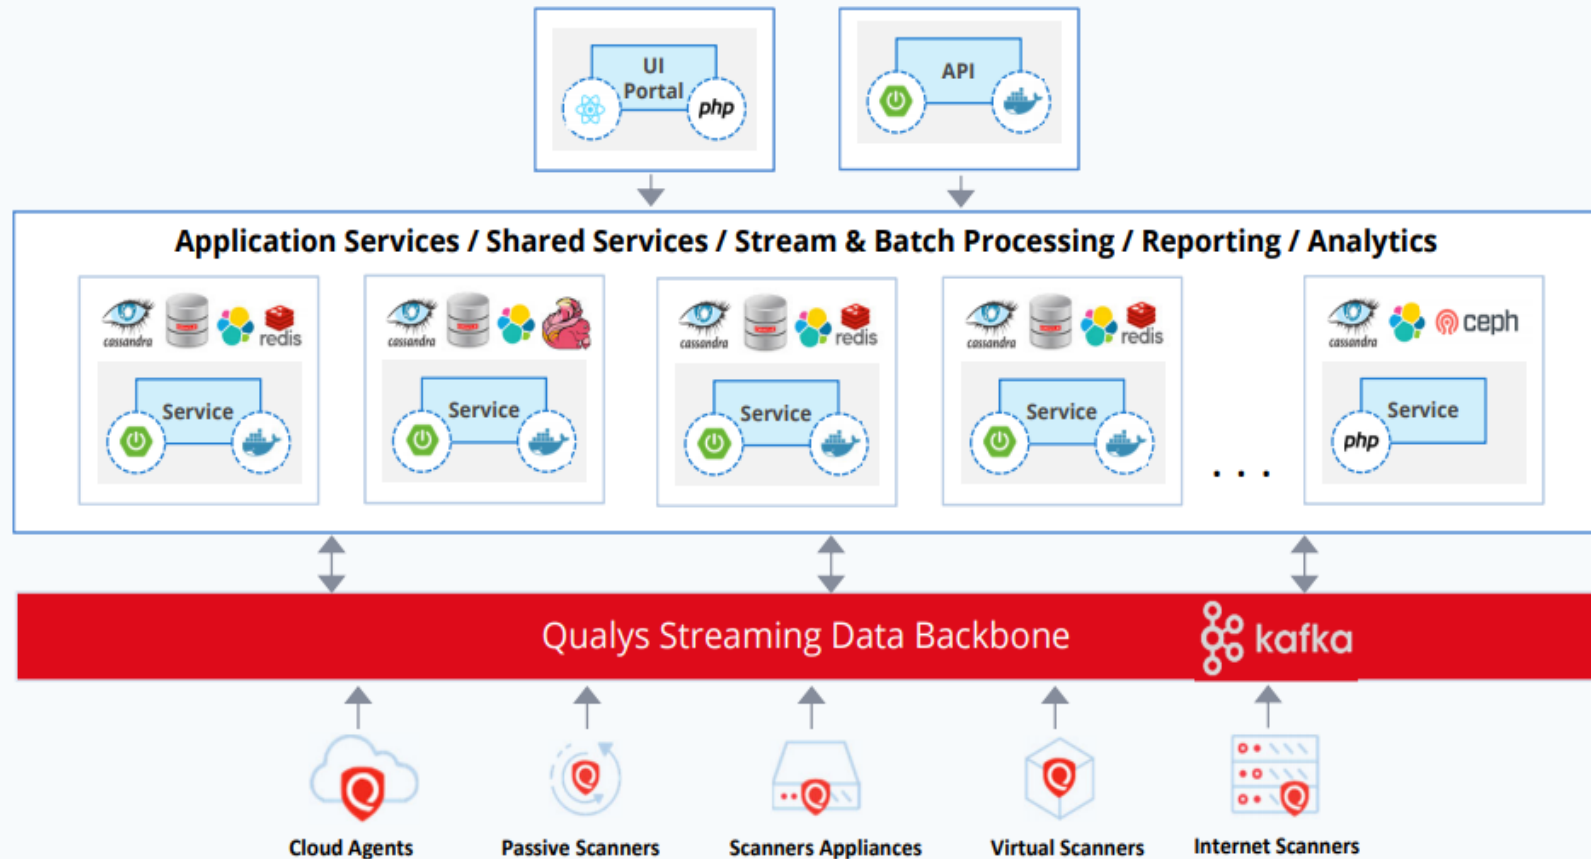 UI
Portal
php
API
Application Services / Shared Services / Stream & Batch Processing / Reporting / Analytics
cassandra
redis
cassandra
cassandra
redis
cassandra
redis
cassandra
ceph
Service
Service
Service
Service
Service
php
. . .
Qualys Streaming Data Backbone
kafka
Cloud Agents
Passive Scanners
Scanners Appliances
Virtual Scanners
Internet Scanners